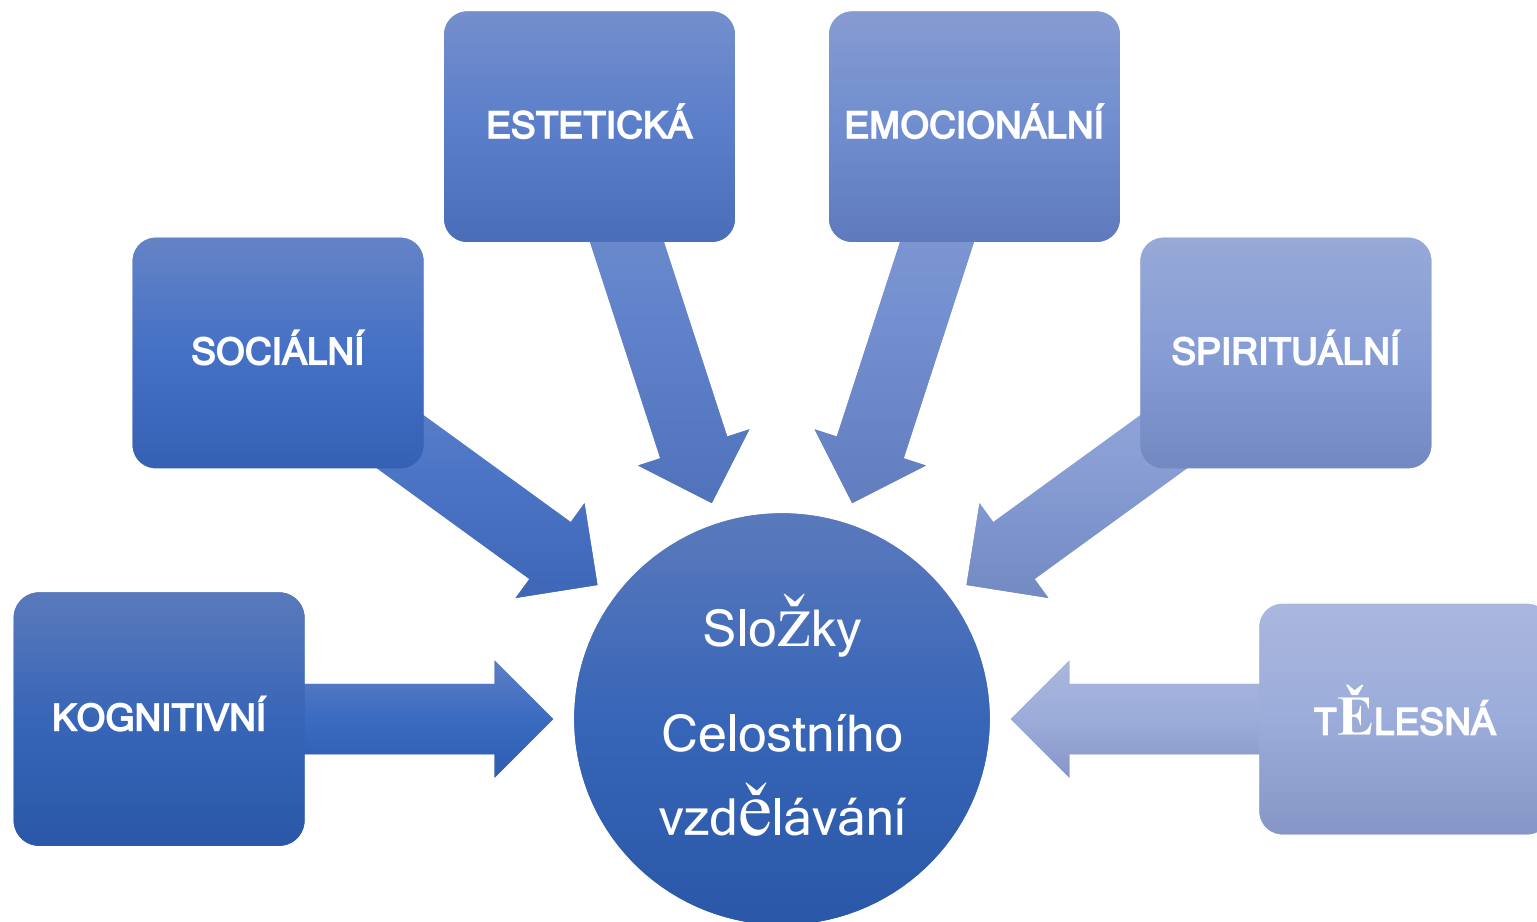 ESTETICKÁ
EMOCIONÁLNÍ
SOCIÁLNÍ
SPIRITUÁLNÍ
KOGNITIVNÍ
TĚLESNÁ
Složky
Celostního
vzdělávání